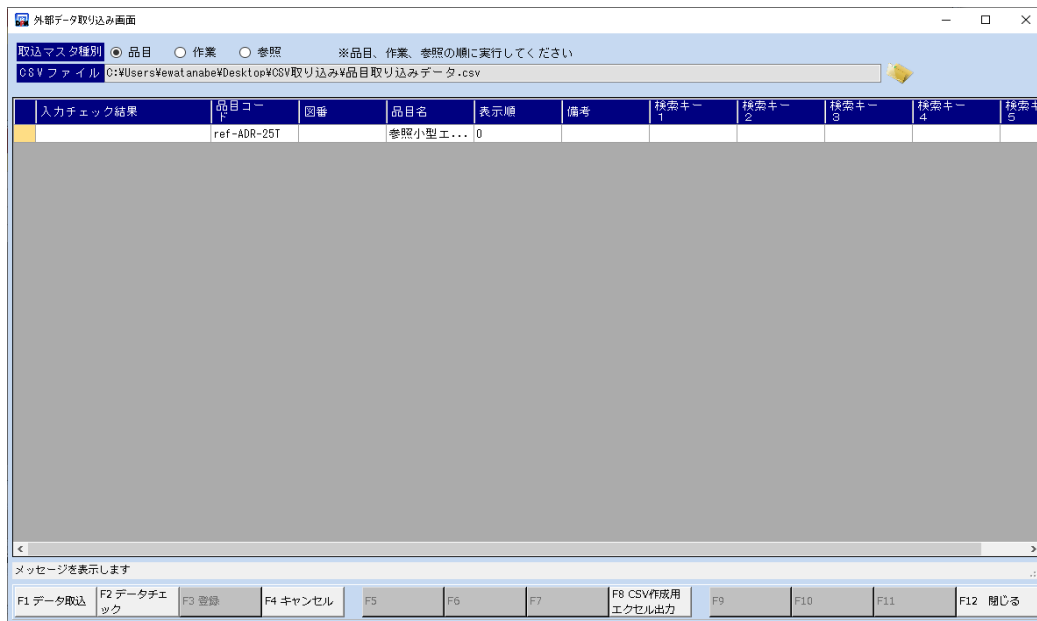 外部データ取り込み画面
取込マスタ種別 品目 作業 参照 ※品目、作業、参照の順に実行してください
CSVファイル C:¥Users¥ewatanabe¥Desktop¥CSV取り込み¥品目取り込みデータ.csv
入力チェック結果 品目コード 図番 品目名 表示順 備考 検索キー1 検索キー2 検索キー3 検索キー4 検索キ5
ref-ADR-25T 参照小型エ... 0
メッセージを表示します
F1 データ取込 F2 データチェック F3 登録 F4 キャンセル F5 F6 F7 F8 CSV作成用エクセル出力 F9 F10 F11 F12 閉じる